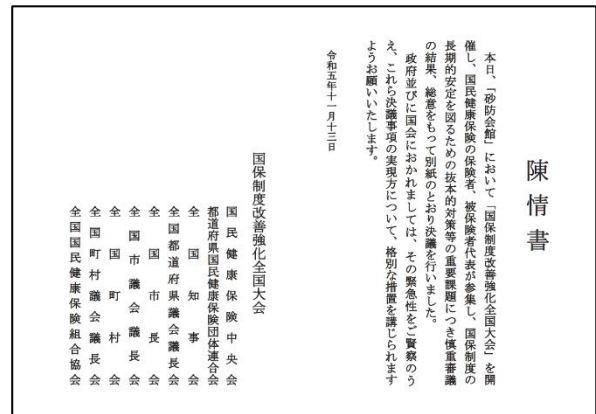 陳情書
本日、「砂防会館」において「国保制度改善強化全国大会」を開
催し、国民健康保険の保険者、被保険者代表が参集し、国保制度の
長期的安定を図るための抜本的対策等の重要課題につき慎重審議
の結果、総意をもって別紙のとおり決議を行いました。
政府並びに国会におかれましては、その緊急性をご賢察のう
え、これら決議事項の実現方について、格別な措置を講じられます
ようお願いいたします。
令和五年十一月十三日
国保制度改善強化全国大会
国民健康保険中央会
都道府県国民健康保険団体連合会
全国知事会
全国都道府県議会議長会
全国市長会
全国市議会議長会
全国町村会
全国町村議会議長会
全国国民健康保険組合協会